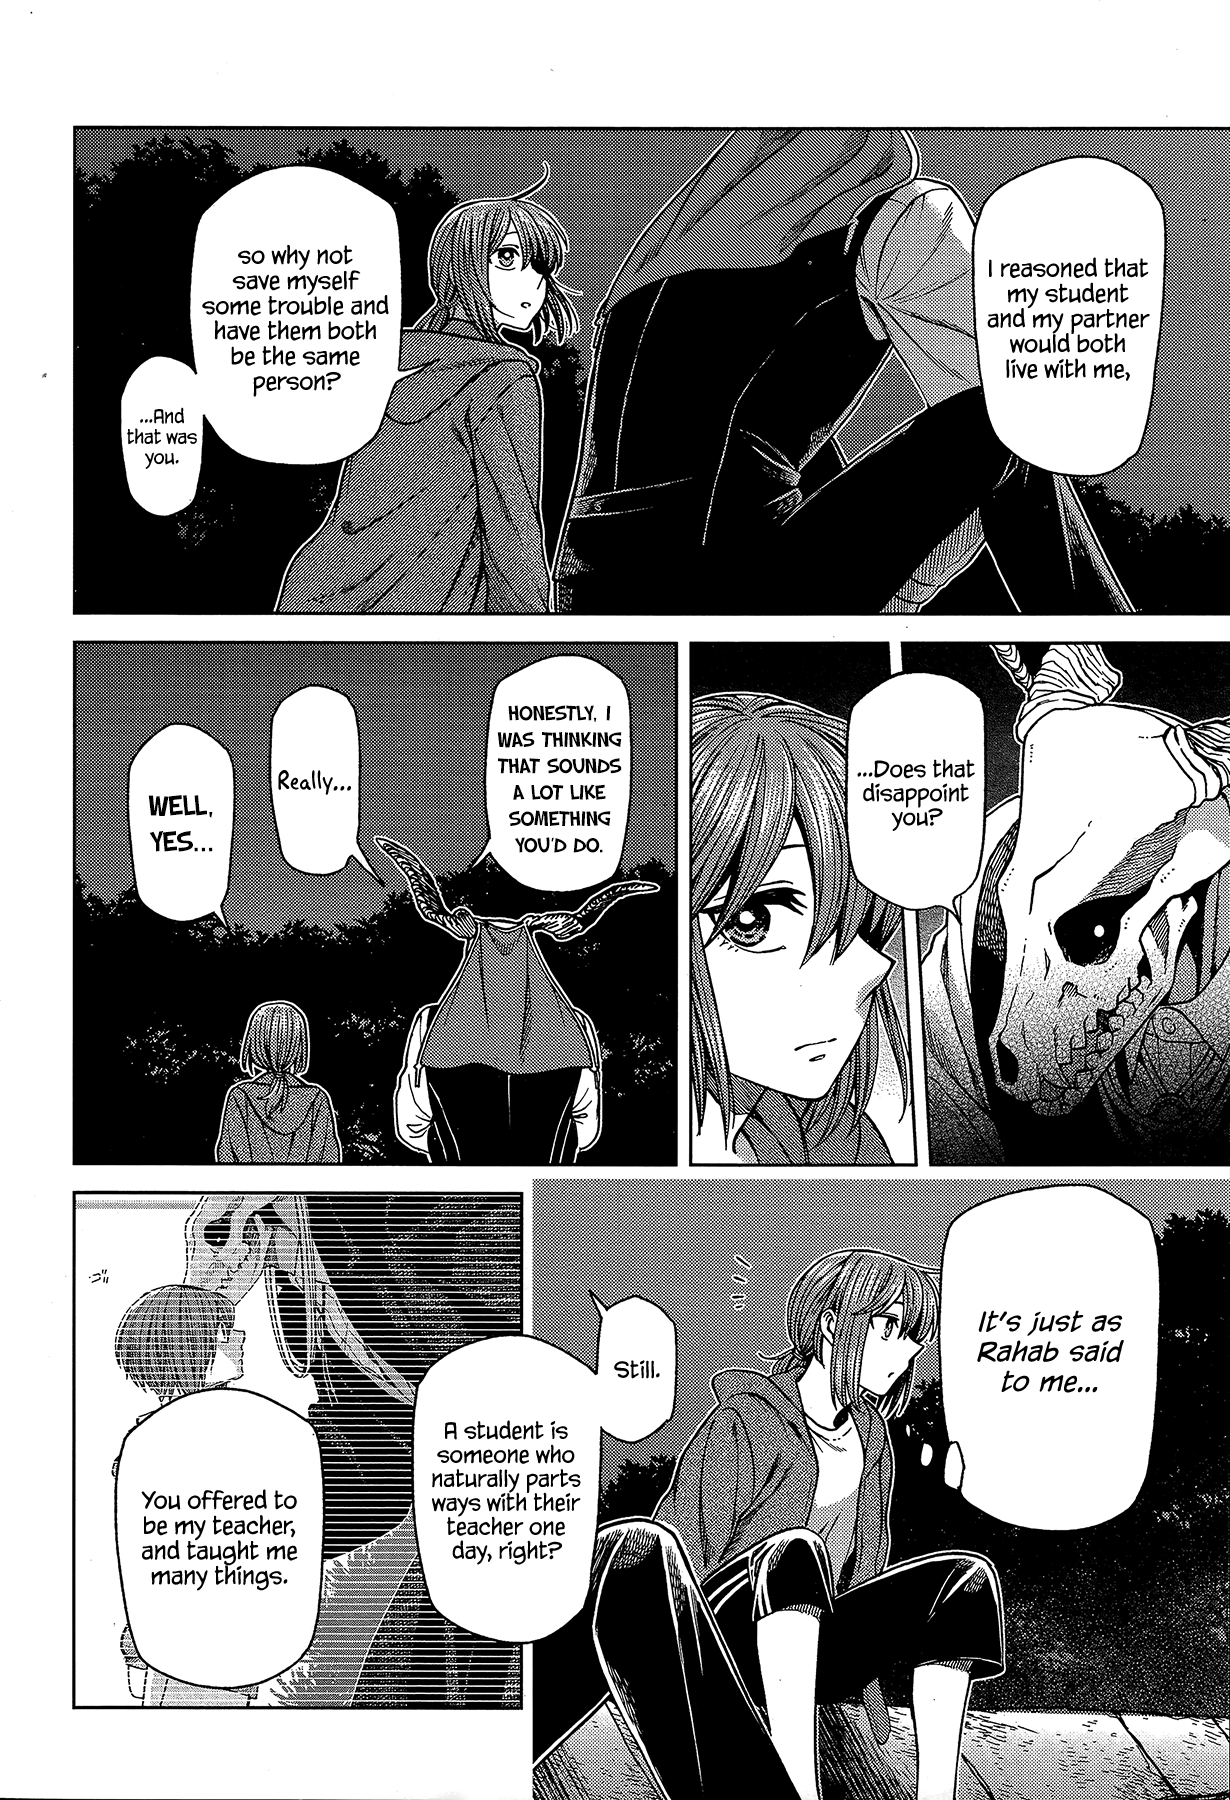 I reasoned that
my student
and my partner
would both
live with me,
so why not
save myself
some trouble and
have them both
be the same
person?
...And
that was
you.
...Does that
disappoint
you?
HONESTLY, I
WAS THINKING
THAT SOUNDS
A LOT LIKE
SOMETHING
YOU'D DO.
Really...
WELL,
YES...
It's just as
Rahab said
to me...
Still.
A student is
someone who
naturally parts
ways with their
teacher one
day, right?
You offered to
be my teacher,
and taught me
many things.